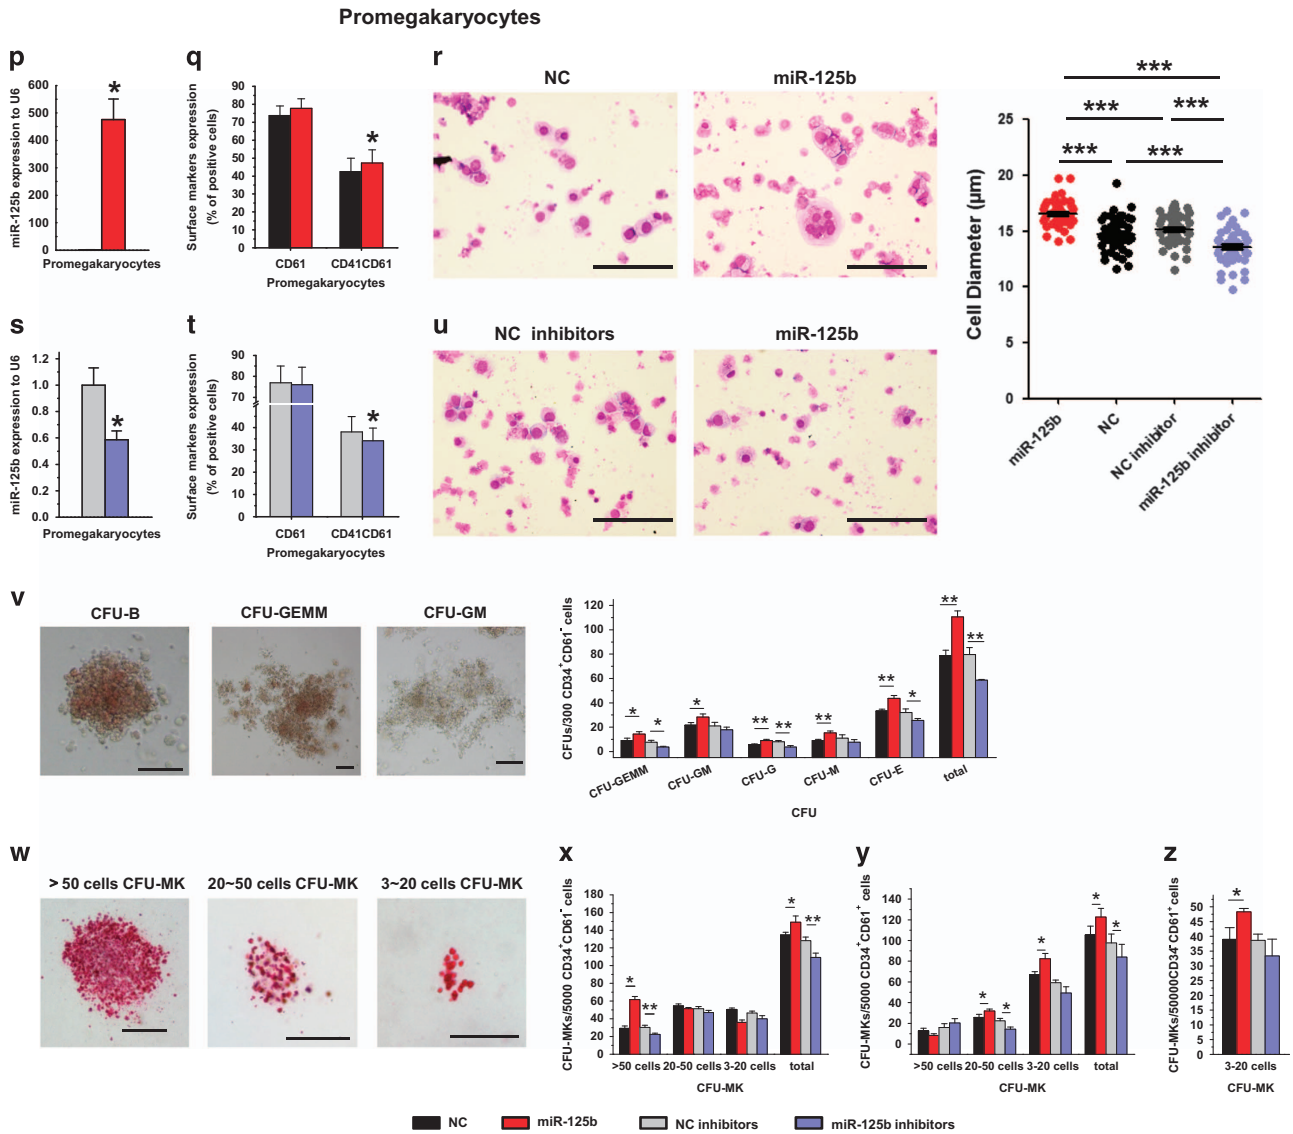 Promegakaryocytes
p
miR-125b expression to U6
600
500
400
300
200
100
0
*
Promegakaryocytes
q
Surface markers expression
(% of positive cells)
90
80
70
60
50
40
30
20
10
0
*
CD61 CD41CD61
Promegakaryocytes
r
NC miR-125b
Cell Diameter (μm)
25
20
15
10
5
0
***
*** ***
*** ***
miR-125b NC NC inhibitor miR-125b inhibitor
s
miR-125b expression to U6
1.2
1.0
0.8
0.6
0.4
0.2
0.0
*
Promegakaryocytes
t
Surface markers expression
(% of positive cells)
90
80
70
40
30
20
10
0
*
CD61 CD41CD61
Promegakaryocytes
u
NC inhibitors miR-125b
v
CFU-B CFU-GEMM CFU-GM
CFUs/300 CD34+CD61- cells
120
100
80
60
40
20
0
* * * ** ** ** ** * ** **
CFU-GEMM CFU-GM CFU-G CFU-M CFU-E total
CFU
w
> 50 cells CFU-MK 20~50 cells CFU-MK 3~20 cells CFU-MK
x
CFU-MKs/5000 CD34+CD61- cells
180
160
140
120
100
80
60
40
20
0
* ** * **
>50 cells 20-50 cells 3-20 cells total
CFU-MK
y
CFU-MKs/5000 CD34+CD61+ cells
140
120
100
80
60
40
20
0
* * * * *
>50 cells 20-50 cells 3-20 cells total
CFU-MK
z
CFU-MKs/50000CD34-CD61+ cells
50
45
40
35
30
25
20
15
10
5
0
*
3-20 cells
CFU-MK
NC miR-125b NC inhibitors miR-125b inhibitors